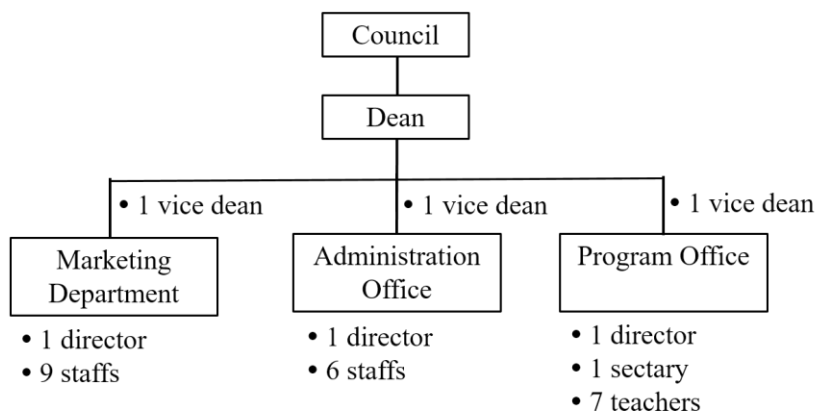 Council
Dean
• 1 vice dean
• 1 vice dean
• 1 vice dean
Marketing
Department
Administration
Office
Program Office
• 1 director
• 9 staffs
• 1 director
• 6 staffs
• 1 director
• 1 sectary
• 7 teachers